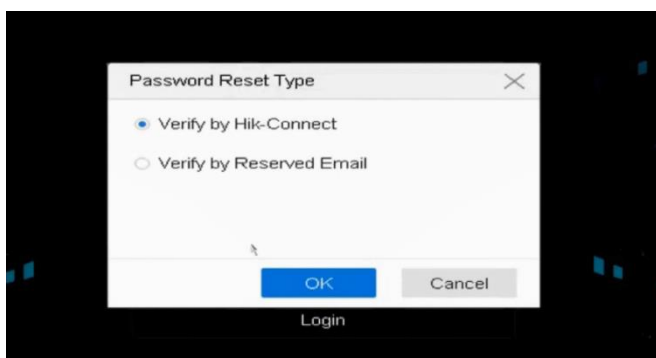 Password Reset Type
Verify by Hik-Connect
Verify by Reserved Email
OK
Cancel
Login